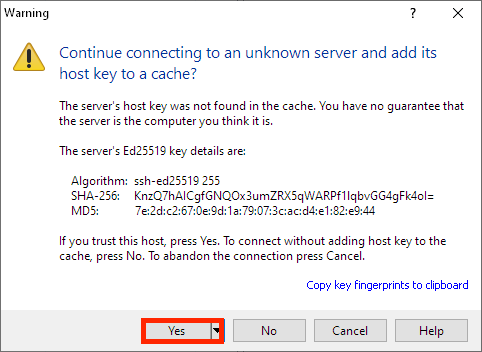 Warning
?
Continue connecting to an unknown server and add its
host key to a cache?
The server's host key was not found in the cache. You have no guarantee that
the server is the computer you think it is.
The server's Ed25519 key details are:
Algorithm: ssh-ed25519 255
SHA-256: KnzQ7hAICgfGNQOx3umZRX5qWARPf1lqbvGG4gFk4oI=
MD5: 7e:2d:c2:67:0e:9d:1a:79:07:3c:ac:d4:e1:82:e9:44
If you trust this host, press Yes. To connect without adding host key to the
cache, press No. To abandon the connection press Cancel.
Copy key fingerprints to clipboard
Yes No Cancel Help